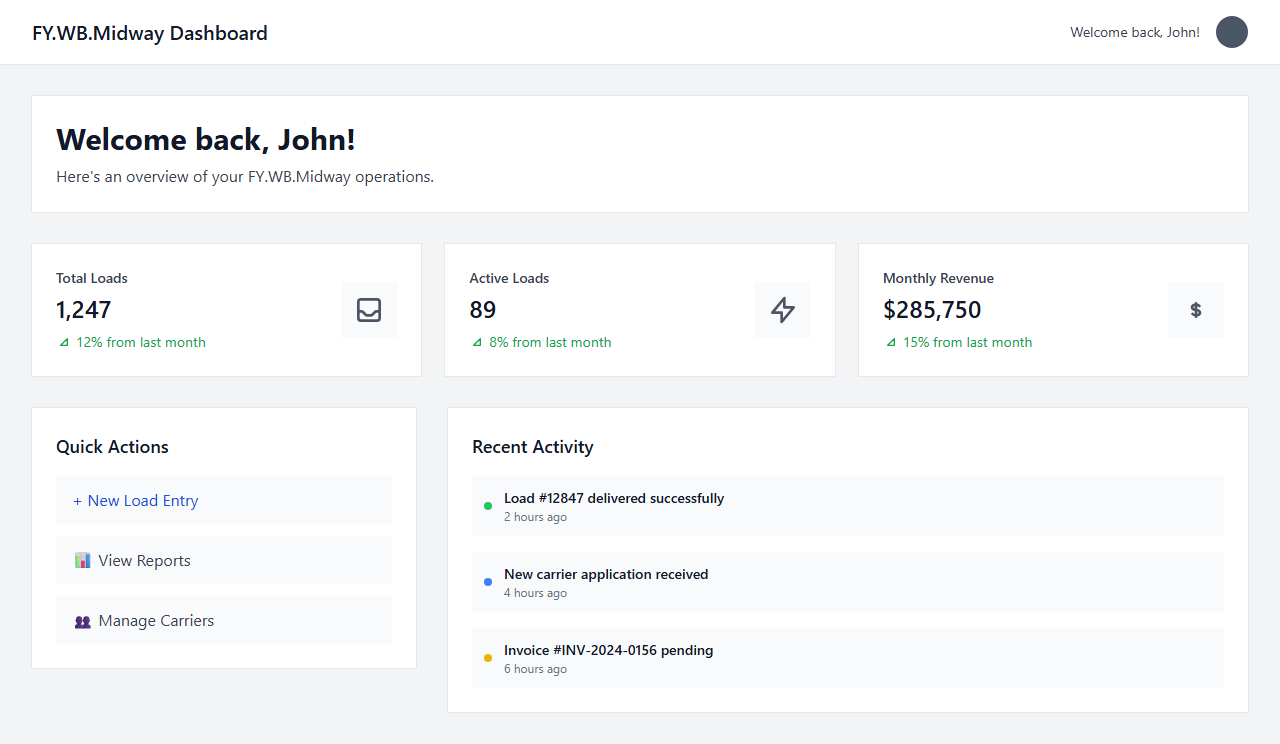 FY.WB.Midway Dashboard
Welcome back, John!
Welcome back, John!
Here's an overview of your FY.WB.Midway operations.
Total Loads
1,247
12% from last month
Active Loads
89
8% from last month
Monthly Revenue
$285,750
15% from last month
$
Quick Actions
+ New Load Entry
View Reports
Manage Carriers
Recent Activity
Load #12847 delivered successfully
2 hours ago
New carrier application received
4 hours ago
Invoice #INV-2024-0156 pending
6 hours ago